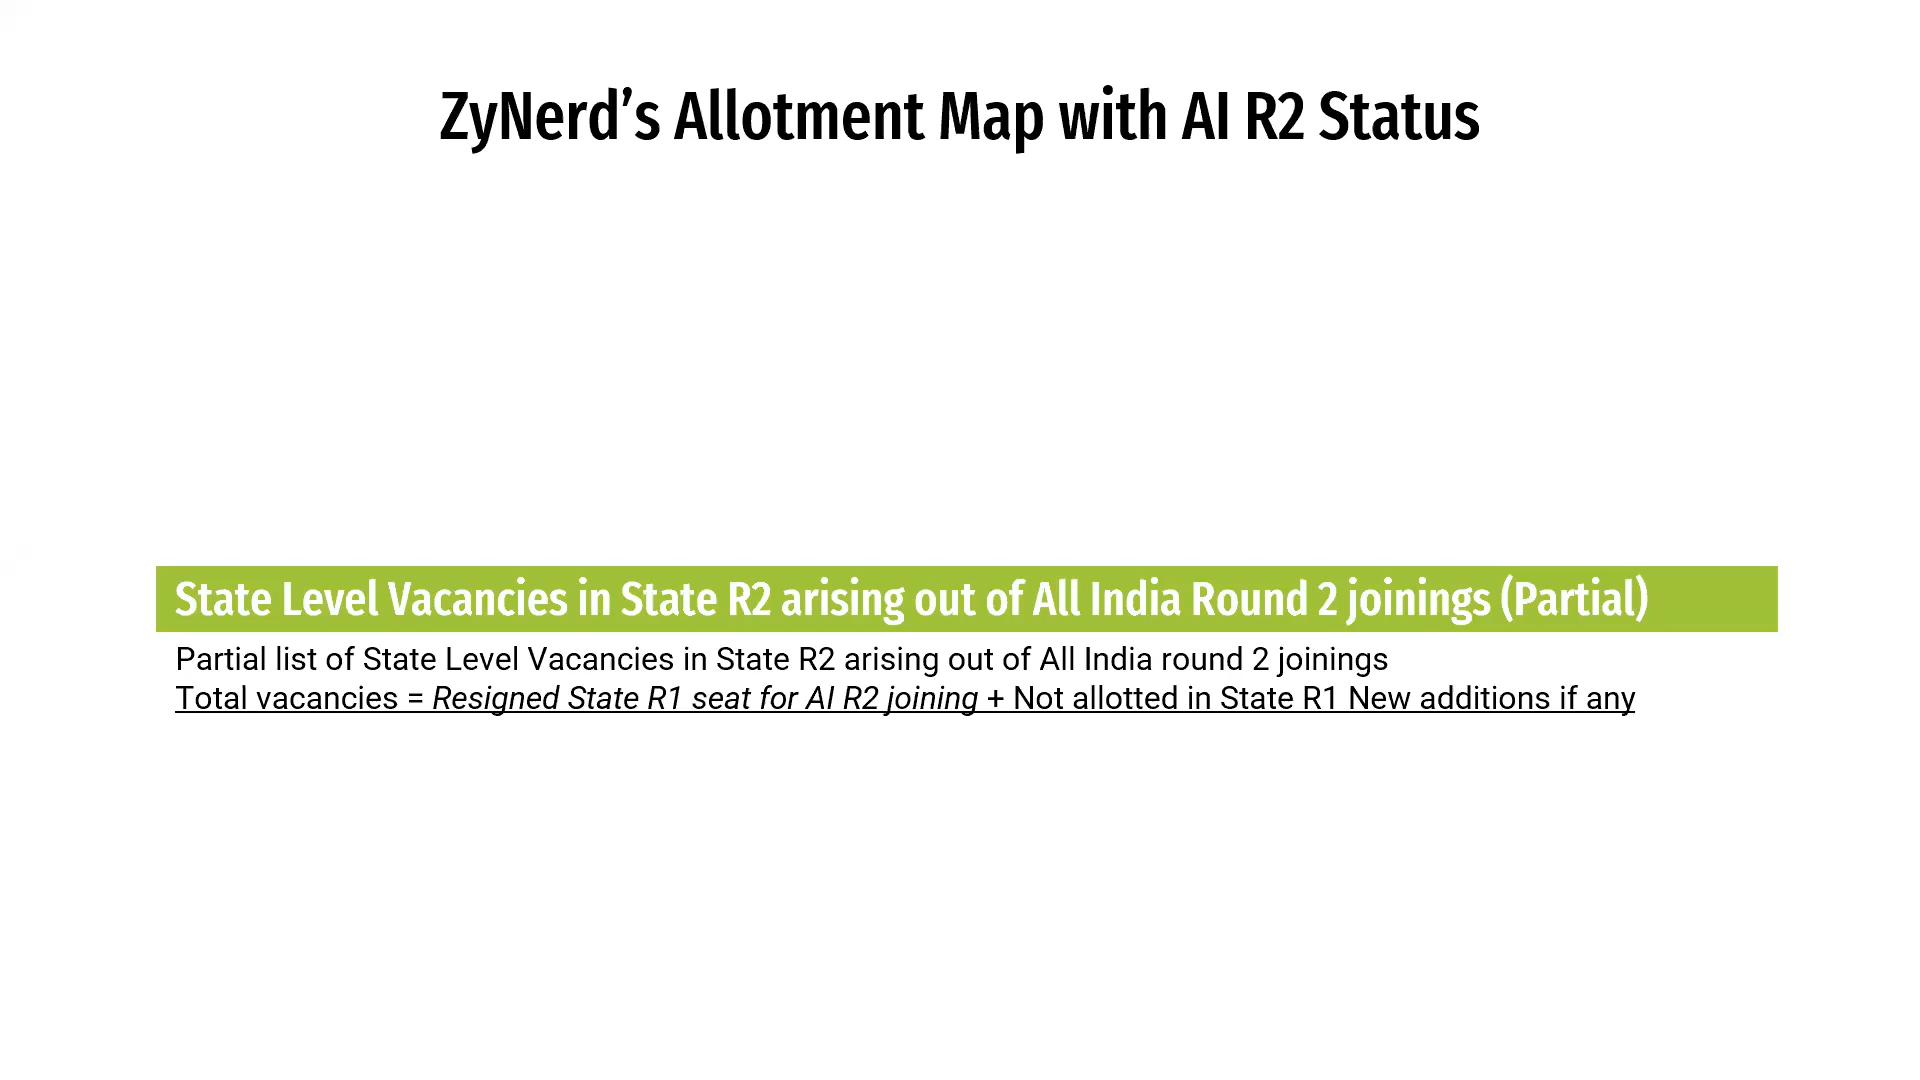 ZyNerd’s Allotment Map with AI R2 Status
State Level Vacancies in State R2 arising out of All India Round 2 joinings (Partial)
Partial list of State Level Vacancies in State R2 arising out of All India round 2 joinings
Total vacancies = Resigned State R1 seat for AI R2 joining + Not allotted in State R1 New additions if any